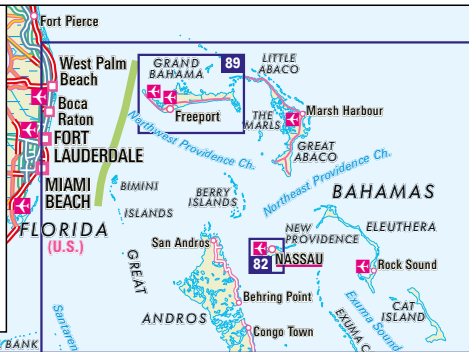 Fort Pierce
West Palm
Beach
Boca
Raton
FORT
LAUDERDALE
MIAMI
BEACH
FLORIDA
(U.S.)
GRAND
BAHAMA
89
Freeport
LITTLE
ABACO
THE
MARLS
Marsh Harbour
GREAT
ABACO
Northwest Providence Ch.
Northeast Providence Ch.
BIMINI
ISLANDS
BERRY
ISLANDS
BAHAMAS
ELEUTHERA
NEW
PROVIDENCE
82
NASSAU
San Andros
Rock Sound
GREAT
Behring Point
ANDROS
Congo Town
CAT
ISLAND
Exuma Sound
EXUMA C
Santaren
BANK